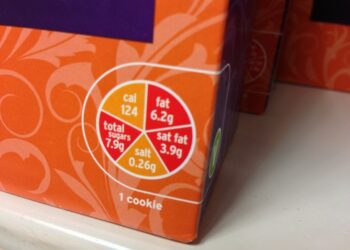 cal
124
fat
6.2g
total
sugars
7.9g
sat fat
3.9g
salt
0.26g
1 cookie